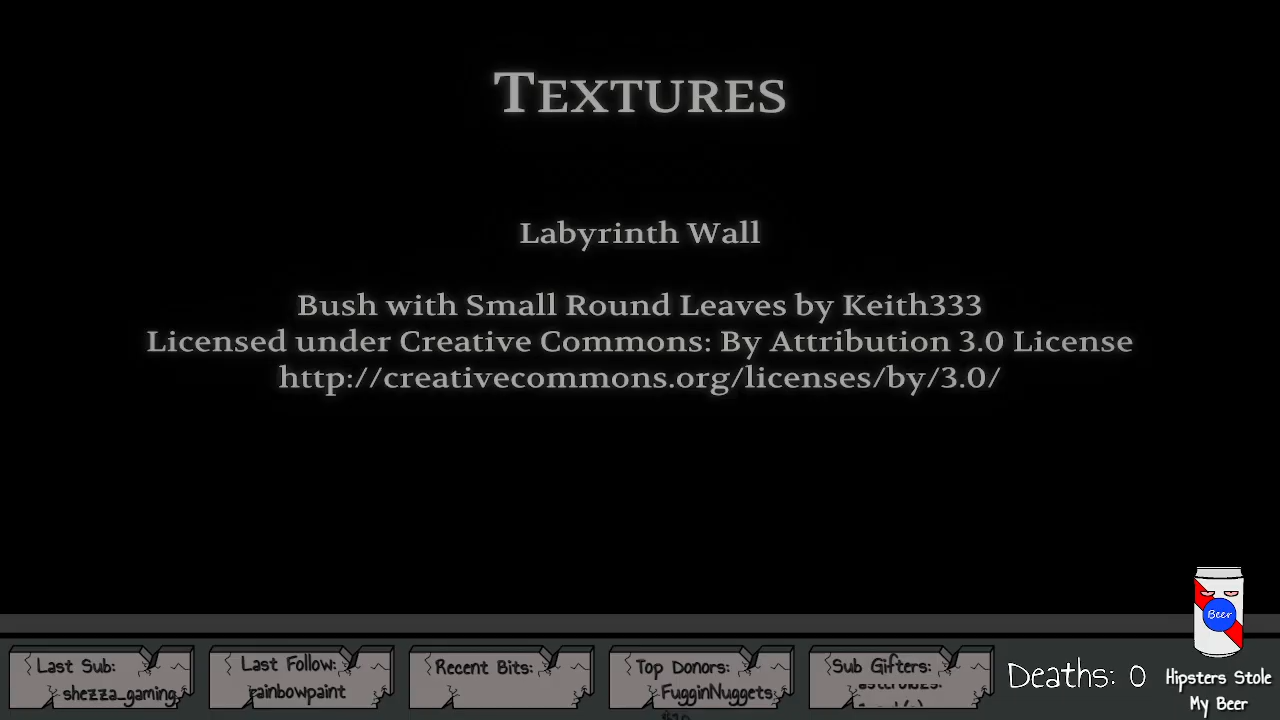 TEXTURES
Labyrinth Wall
Bush with Small Round Leaves by Keith333
Licensed under Creative Commons: By Attribution 3.0 License
http://creativecommons.org/licenses/by/3.0/
Beer
Last Sub:
shezza_gaming
Last Follow:
rainbowpaint
Recent Bits:
Top Donors:
FugginNuggets
Sub Gifters:
Deaths: 0
Hipsters Stole
My Beer